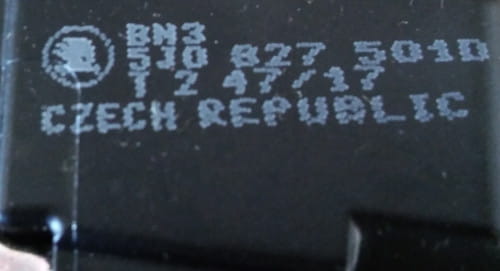 BN3
5J0 827 501D
T 2 47/17
CZECH REPUBLIC